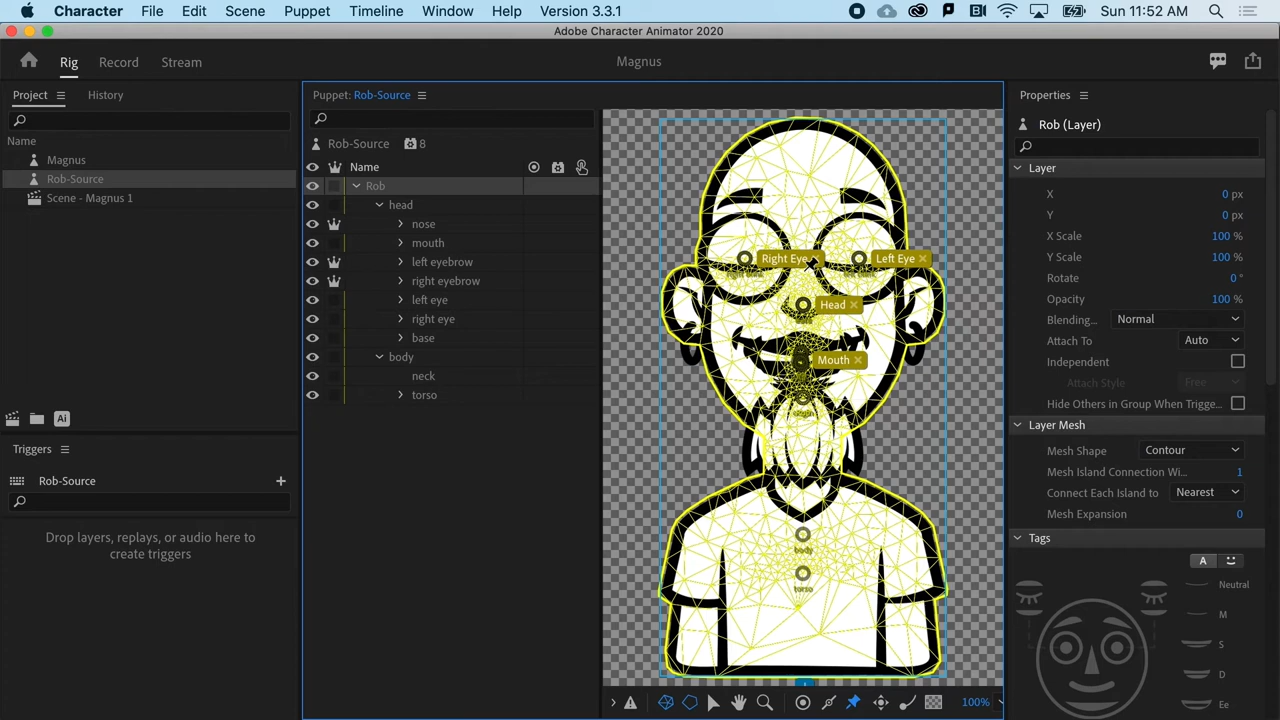 Character File Edit Scene Puppet Timeline Window Help Version 3.3.1 Sun 11:52 AM
Adobe Character Animator 2020
Rig Record Stream Magnus
Project History
Name
Magnus
Rob-Source
Scene - Magnus 1
Triggers
Rob-Source
Drop layers, replays, or audio here to
create triggers
Puppet: Rob-Source
Rob-Source 8
Name
Rob
head
nose
mouth
left eyebrow
right eyebrow
left eye
right eye
base
body
neck
torso
Right Eye
Left Eye
Head
Mouth
body
torso
100%
Properties
Rob (Layer)
Layer
X 0 px
Y 0 px
X Scale 100 %
Y Scale 100 %
Rotate 0 °
Opacity 100 %
Blending... Normal
Attach To Auto
Independent
Attach Style Free
Hide Others in Group When Trigge...
Layer Mesh
Mesh Shape Contour
Mesh Island Connection Wi... 1
Connect Each Island to Nearest
Mesh Expansion 0
Tags
A
Neutral
M
S
D
Ee